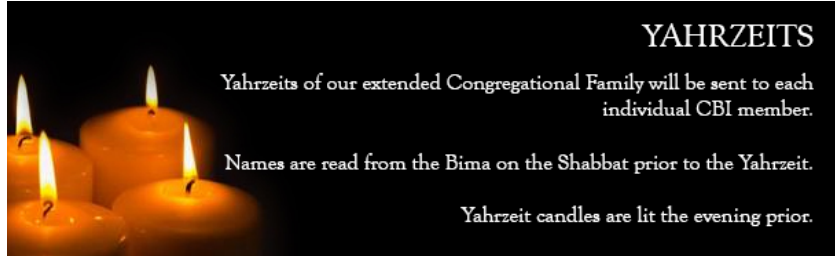 YAHRZEITS
Yahrzeits of our extended Congregational Family will be sent to each
individual CBI member.
Names are read from the Bima on the Shabbat prior to the Yahrzeit.
Yahrzeit candles are lit the evening prior.